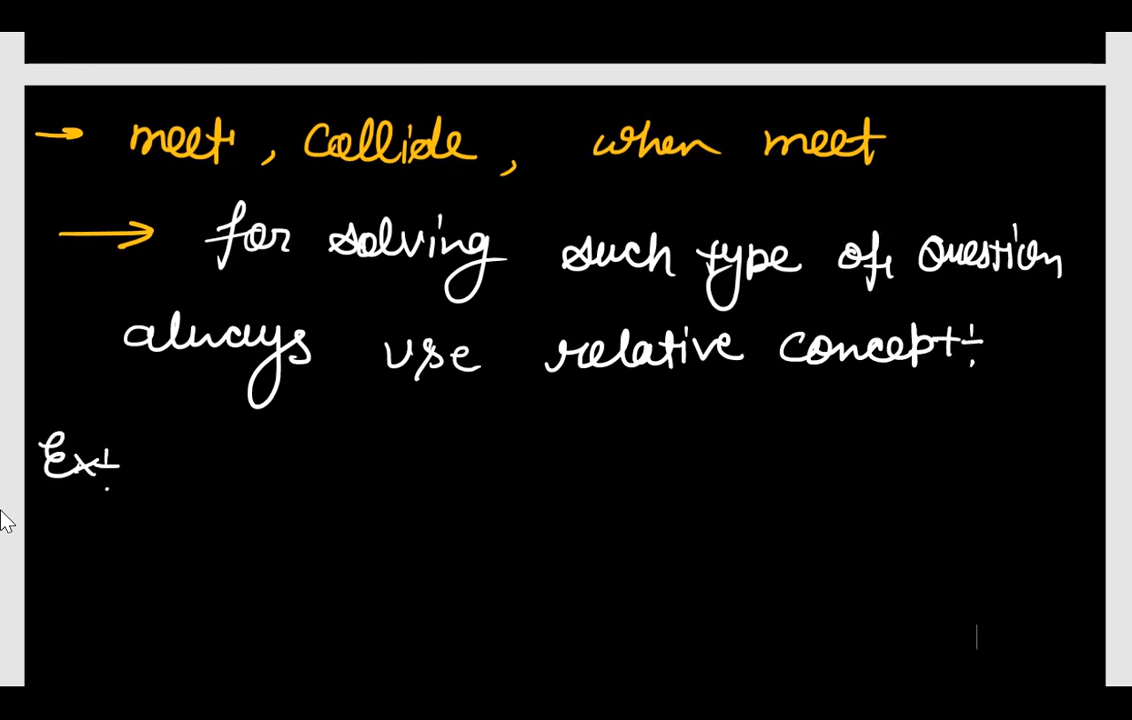 → meet, Collide, when meet
→ for solving such type of question
always use relative concept:-
Ex:-